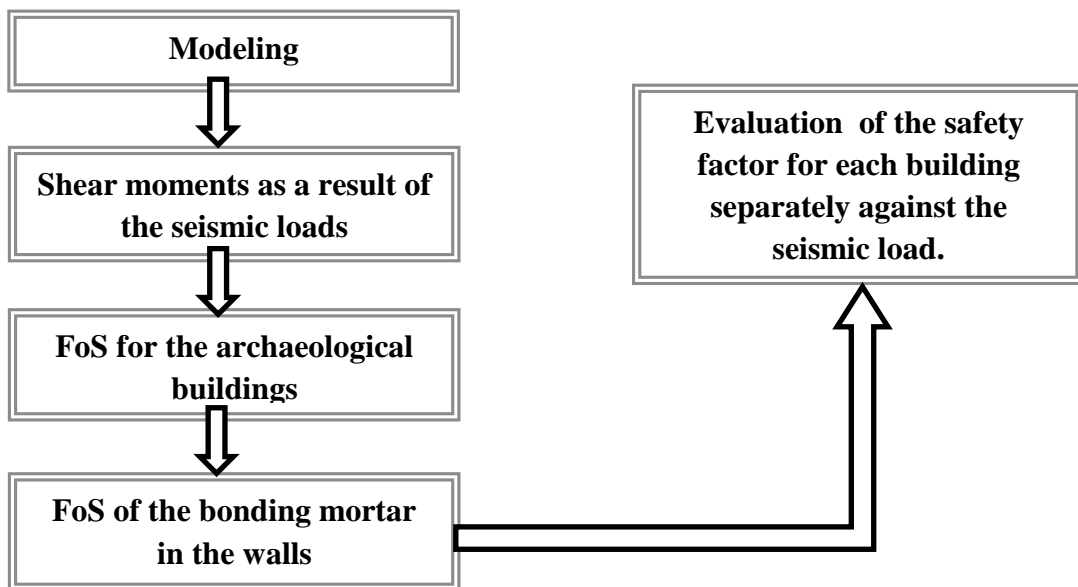 Modeling
Shear moments as a result of
the seismic loads
FoS for the archaeological
buildings
FoS of the bonding mortar
in the walls
Evaluation of the safety
factor for each building
separately against the
seismic load.